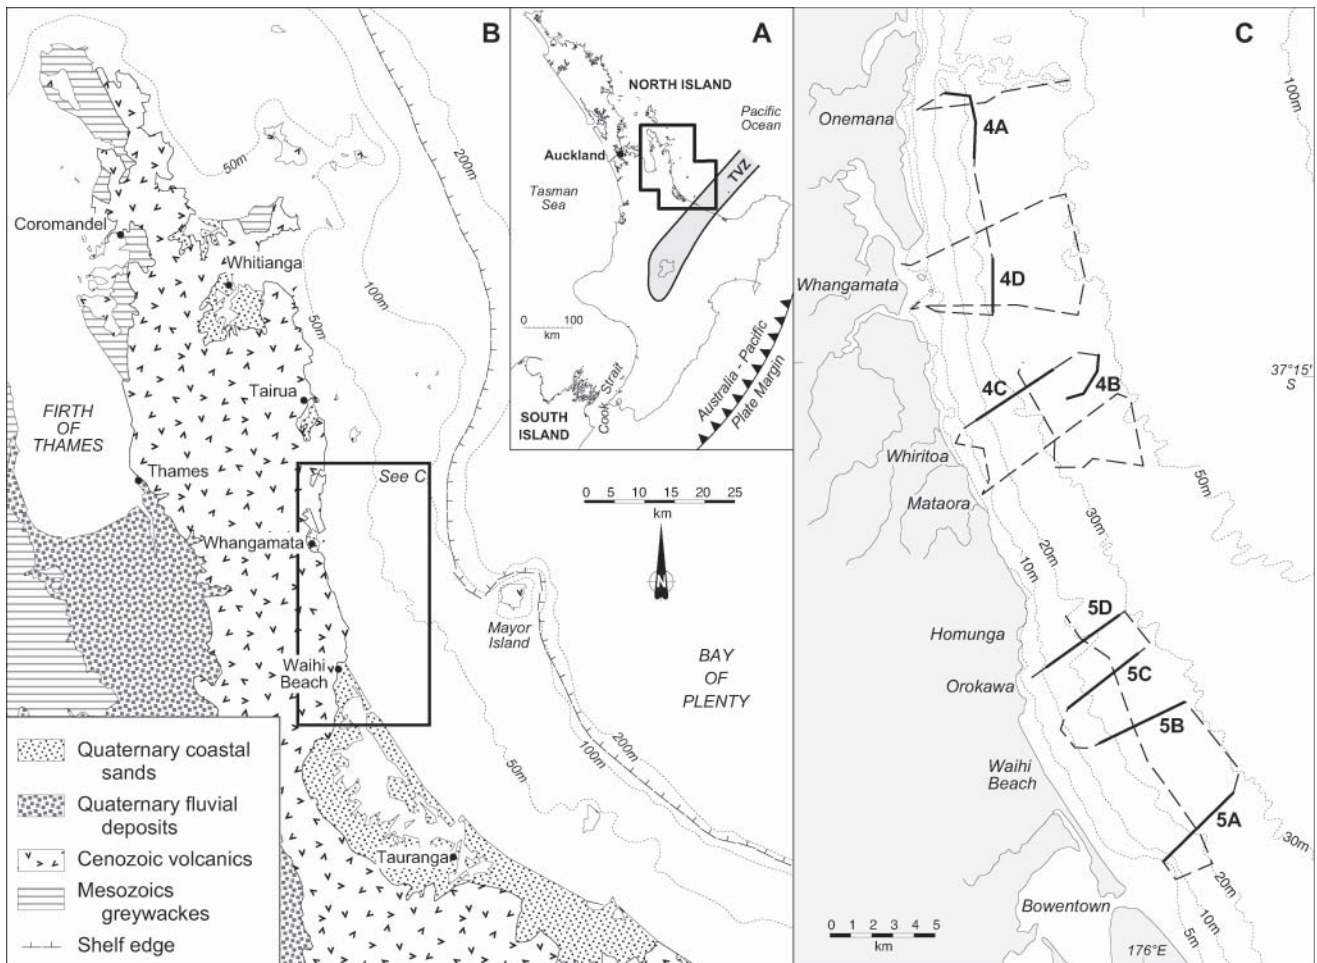 B
200m
50m
Coromandel
Whitianga
100m
50m
Tairua
FIRTH
OF
THAMES
Thames
See C
Whangamata
Waihi
Beach
Mayor
Island
BAY
OF
PLENTY
200m
100m
50m
Tauranga
0 5 10 15 20 25
km
N
Quaternary coastal
sands
Quaternary fluvial
deposits
Cenozoic volcanics
Mesozoics
greywackes
Shelf edge
A
NORTH ISLAND
Pacific
Ocean
Auckland
TVZ
Tasman
Sea
0 100
km
Cook Strait
SOUTH
ISLAND
Australia - Pacific
Plate Margin
C
100m
Onemana
4A
Whangamata
4D
37°15'
S
4C
4B
Whiritoa
Mataora
50m
30m
20m
10m
5D
Homunga
5C
Orokawa
5B
Waihi
Beach
5A
30m
20m
10m
5m
Bowentown
0 1 2 3 4 5
km
176°E